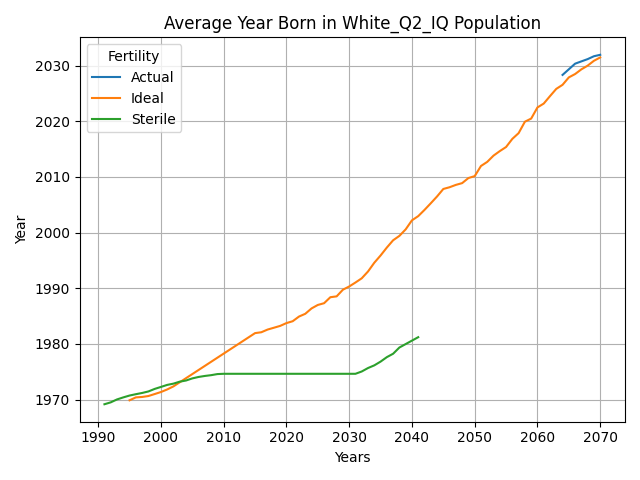 Average Year Born in White_Q2_IQ Population
Fertility
Actual
Ideal
Sterile
Year
2030
2020
2010
2000
1990
1980
1970
1990 2000 2010 2020 2030 2040 2050 2060 2070
Years